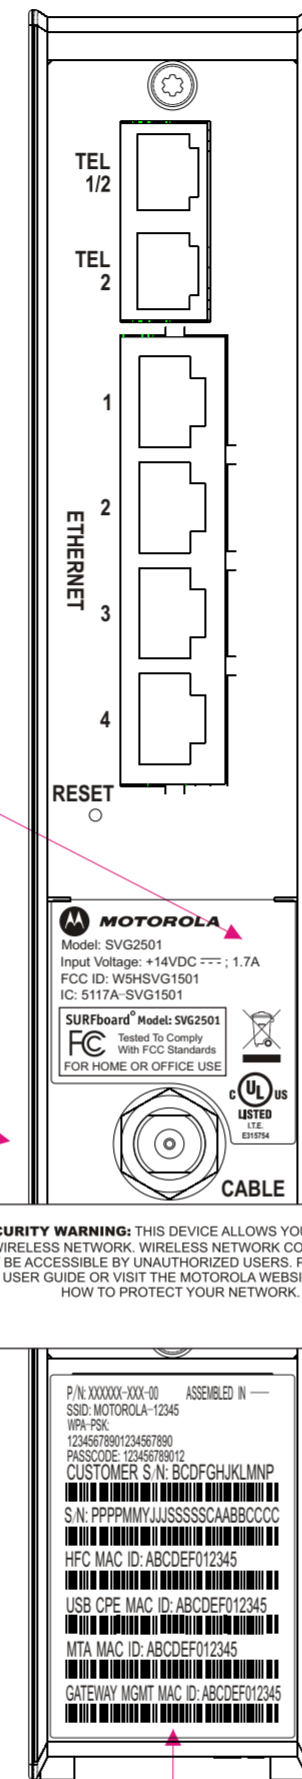 TEL
1/2
TEL
2
1
2
ETHERNET
3
4
RESET
MOTOROLA
Model: SVG2501
Input Voltage: +14VDC ; 1.7A
FCC ID: W5HSVG1501
IC: 5117A-SVG1501
SURFboard® Model: SVG2501
FC Tested To Comply
With FCC Standards
FOR HOME OR OFFICE USE
C UL US
LISTED
I.T.E.
E315754
CABLE
CURITY WARNING: THIS DEVICE ALLOWS YOU
WIRELESS NETWORK. WIRELESS NETWORK CO
BE ACCESSIBLE BY UNAUTHORIZED USERS. P
USER GUIDE OR VISIT THE MOTOROLA WEBSI
HOW TO PROTECT YOUR NETWORK.
P/N: XXXXXX-XXX-00 ASSEMBLED IN —
SSID: MOTOROLA-12345
WPA-PSK:
12345678901234567890
PASSCODE: 123456789012
CUSTOMER S/N: BCDFGHJKLMNP
S/N: PPPPMMYJJJSSSSSCAABBCCCC
HFC MAC ID: ABCDEF012345
USB CPE MAC ID: ABCDEF012345
MTA MAC ID: ABCDEF012345
GATEWAY MGMT MAC ID: ABCDEF012345